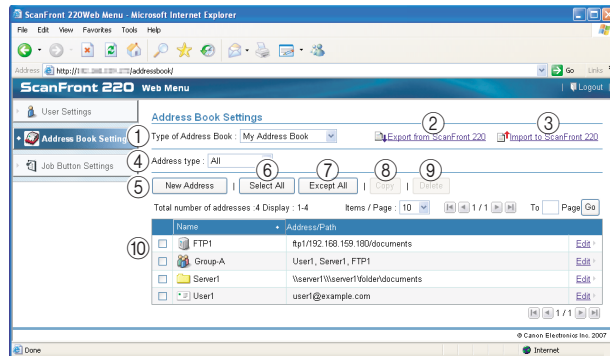 ScanFront 220Web Menu - Microsoft Internet Explorer
File Edit View Favorites Tools Help
Address http:// /addressbook/ Go Links
ScanFront 220 Web Menu Logout
User Settings
Address Book Setting
Job Button Settings
Address Book Settings
① Type of Address Book : My Address Book ② Export from ScanFront 220 ③ Import to ScanFront 220
④ Address type : All
⑤ New Address | ⑥ Select All ⑦ Except All | ⑧ Copy | ⑨ Delete
Total number of addresses :4 Display : 1-4 Items / Page : 10 1 / 1 To Page Go
⑩ Name Address/Path
FTP1 ftp1/192.168.159.180/documents Edit
Group-A User1, Server1, FTP1 Edit
Server1 \\server1\\\server1\folder\documents Edit
User1 user1@example.com Edit
1 / 1
© Canon Electronics Inc. 2007
Done Internet